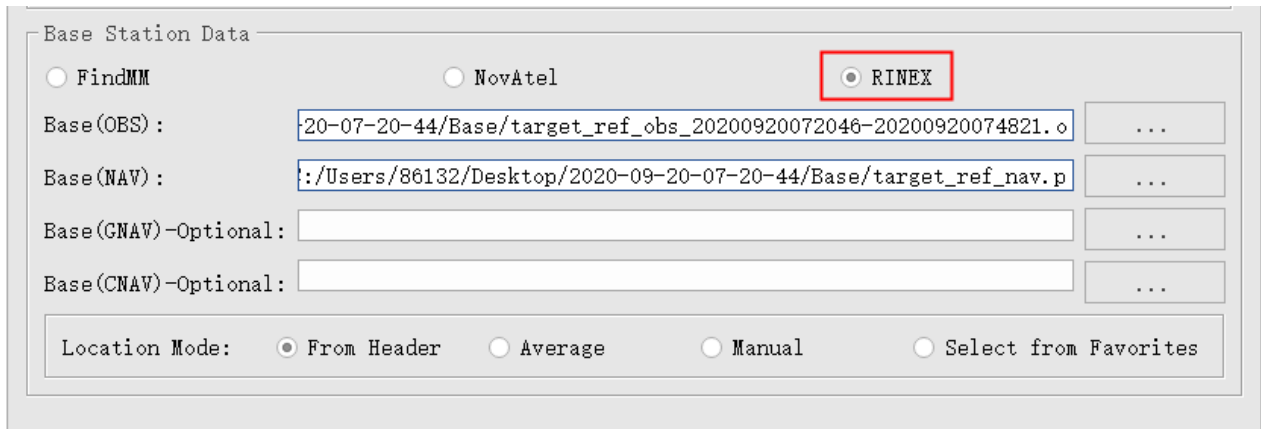 Base Station Data
FindMM NovAtel RINEX
Base(OBS): -20-07-20-44/Base/target_ref_obs_20200920072046-20200920074821.o ...
Base(NAV): :/Users/86132/Desktop/2020-09-20-07-20-44/Base/target_ref_nav.p ...
Base(GNAV)-Optional: ...
Base(CNAV)-Optional: ...
Location Mode: From Header Average Manual Select from Favorites